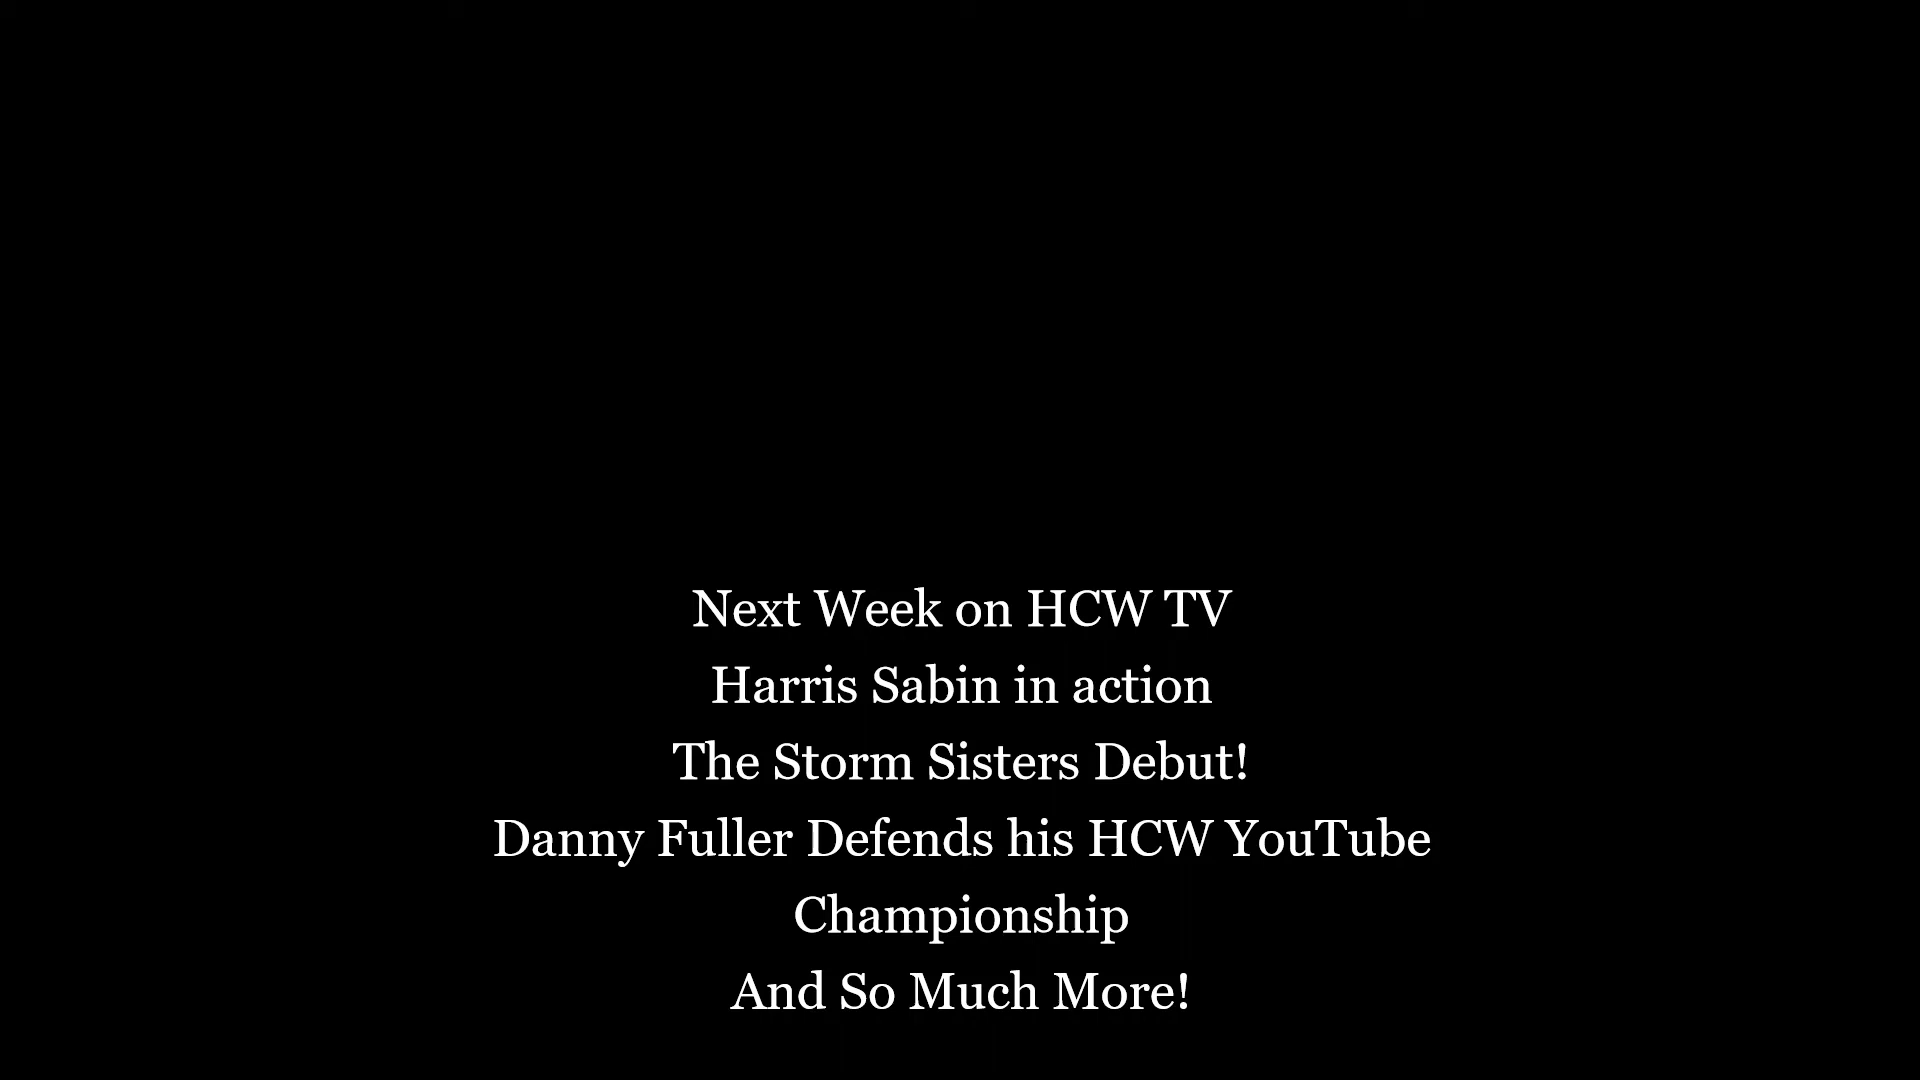 Next Week on HCW TV
Harris Sabin in action
The Storm Sisters Debut!
Danny Fuller Defends his HCW YouTube
Championship
And So Much More!